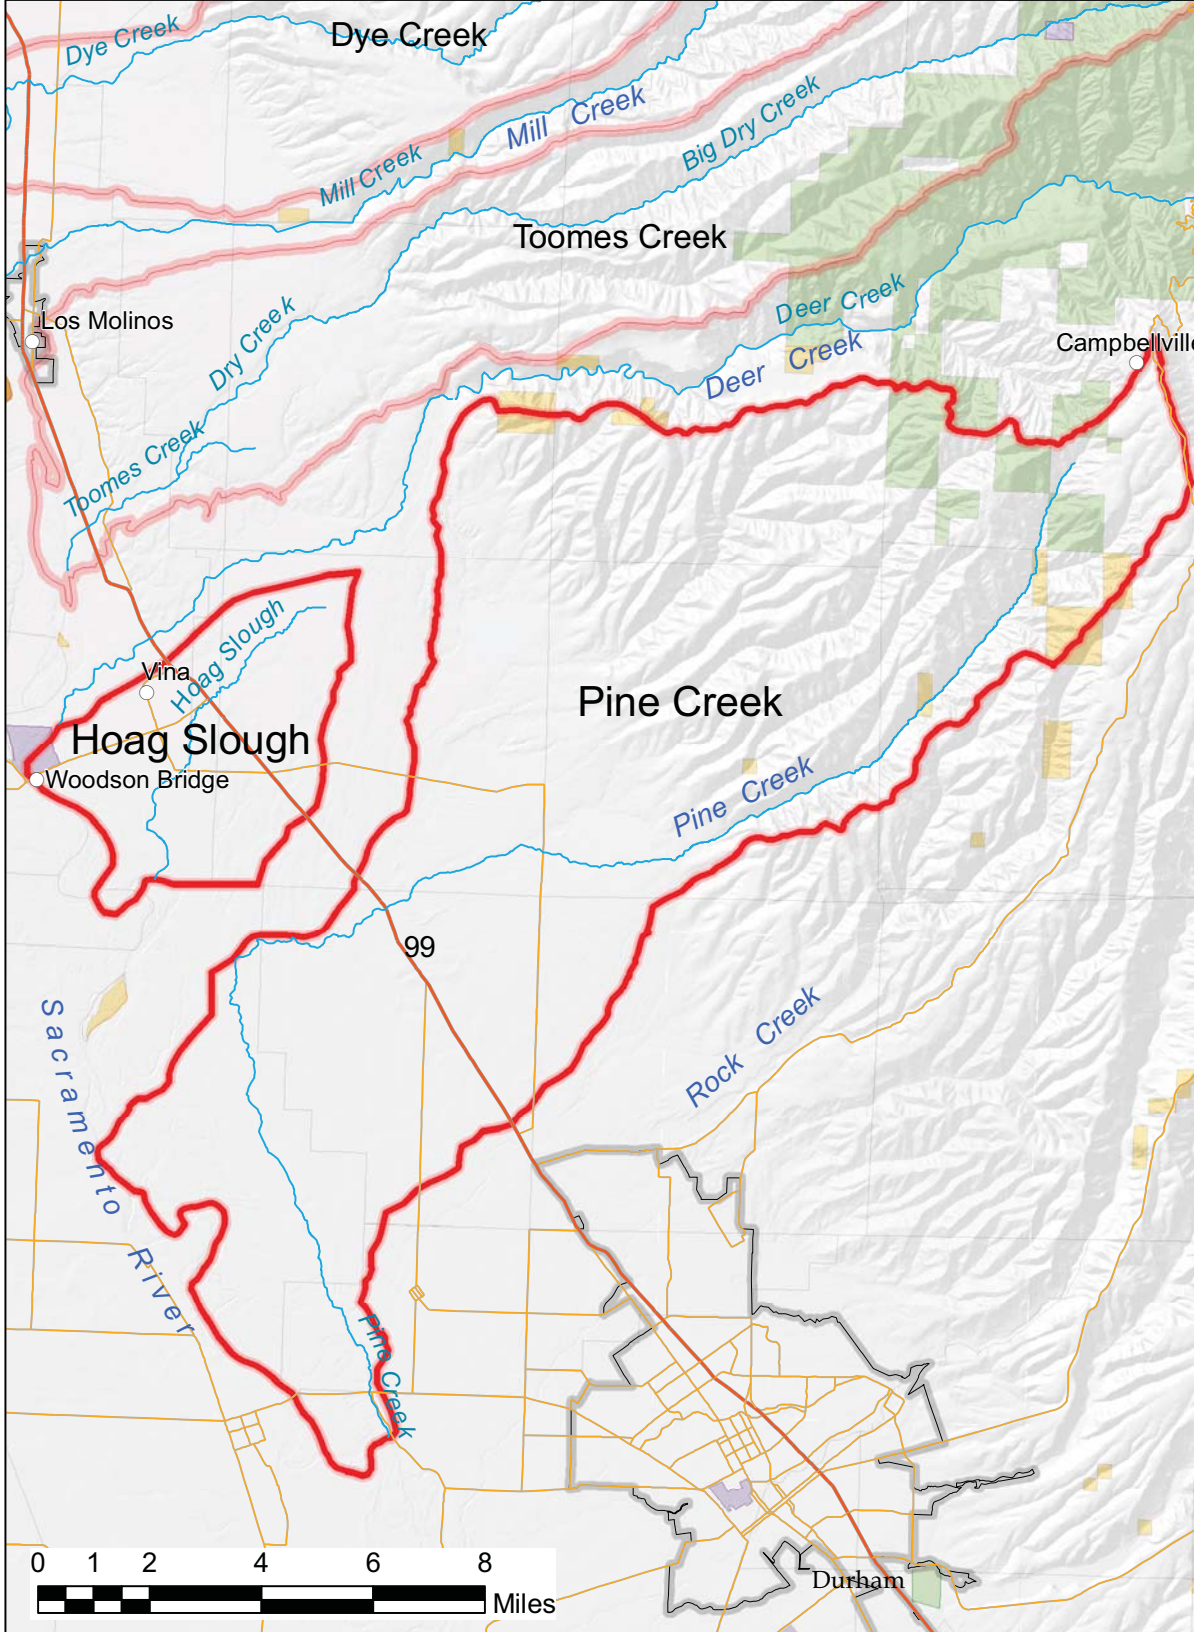 Dye Creek
Dye Creek
Mill Creek
Big Dry Creek
Mill Creek
Toomes Creek
Deer Creek
Dry Creek
Los Molinos
Campbellville
Deer Creek
Toomes Creek
Hoag Slough
Vina
Pine Creek
Hoag Slough
Woodson Bridge
Pine Creek
99
Rock Creek
Sacramento River
Pine Creek
0 1 2 4 6 8
Miles
Durham